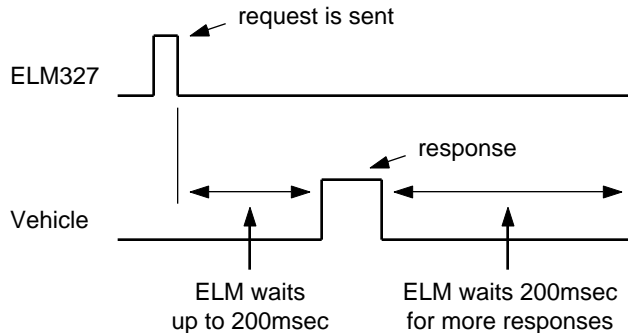 request is sent
ELM327
response
Vehicle
ELM waits
up to 200msec
ELM waits 200msec
for more responses